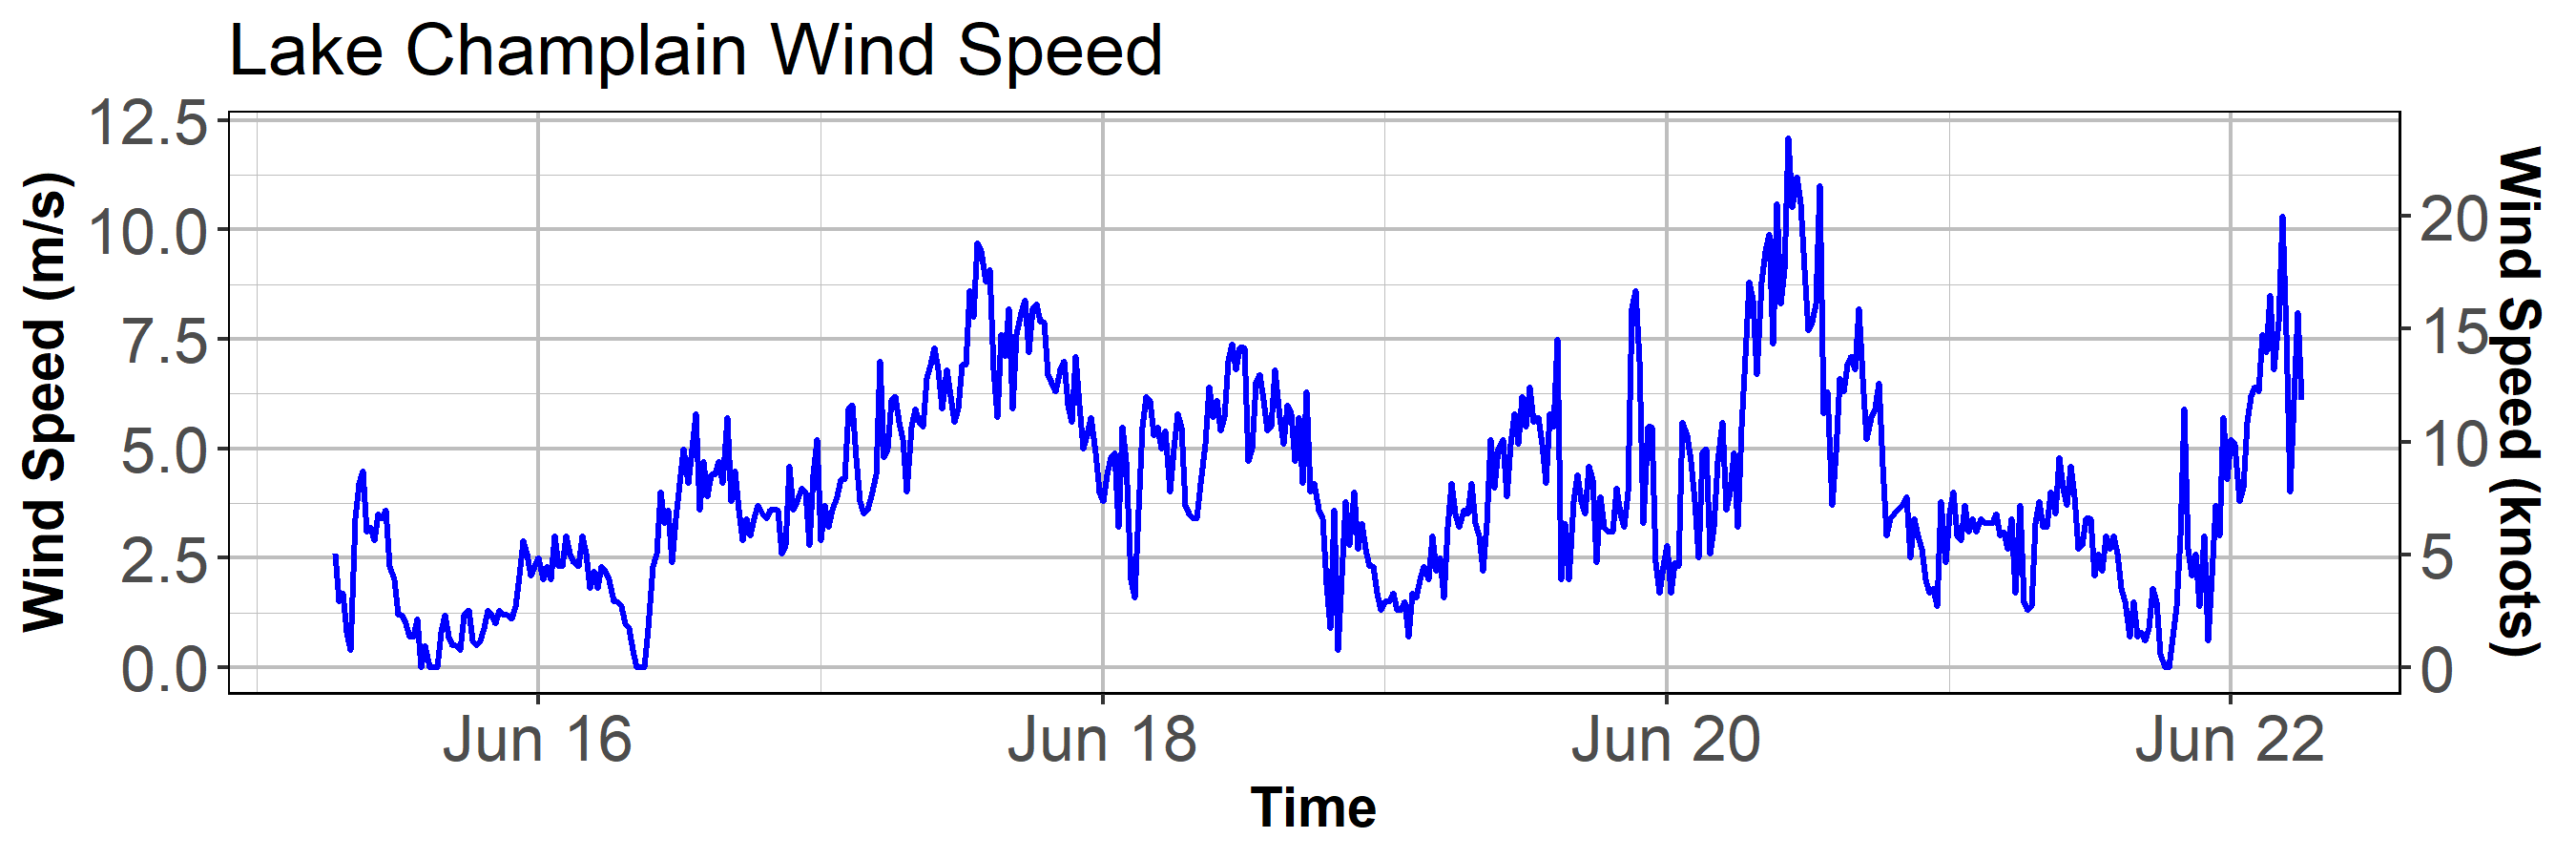 Lake Champlain Wind Speed
Wind Speed (m/s)
12.5
10.0
7.5
5.0
2.5
0.0
20
15
10
5
0
Wind Speed (knots)
Jun 16
Jun 18
Jun 20
Jun 22
Time